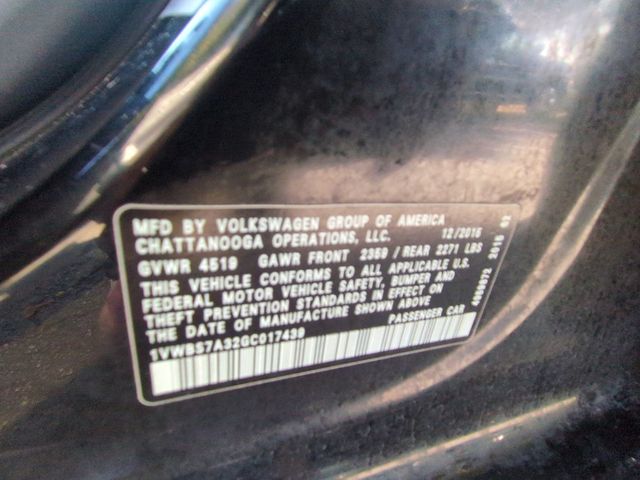 MFD BY VOLKSWAGEN GROUP OF AMERICA
CHATTANOOGA OPERATIONS, LLC. 12/2015
GVWR 4519 GAWR FRONT 2359 / REAR 2271 LBS
THIS VEHICLE CONFORMS TO ALL APPLICABLE U.S.
FEDERAL MOTOR VEHICLE SAFETY, BUMPER AND
THEFT PREVENTION STANDARDS IN EFFECT ON
THE DATE OF MANUFACTURE SHOWN ABOVE
1VWBS7A32GC017439 PASSENGER CAR